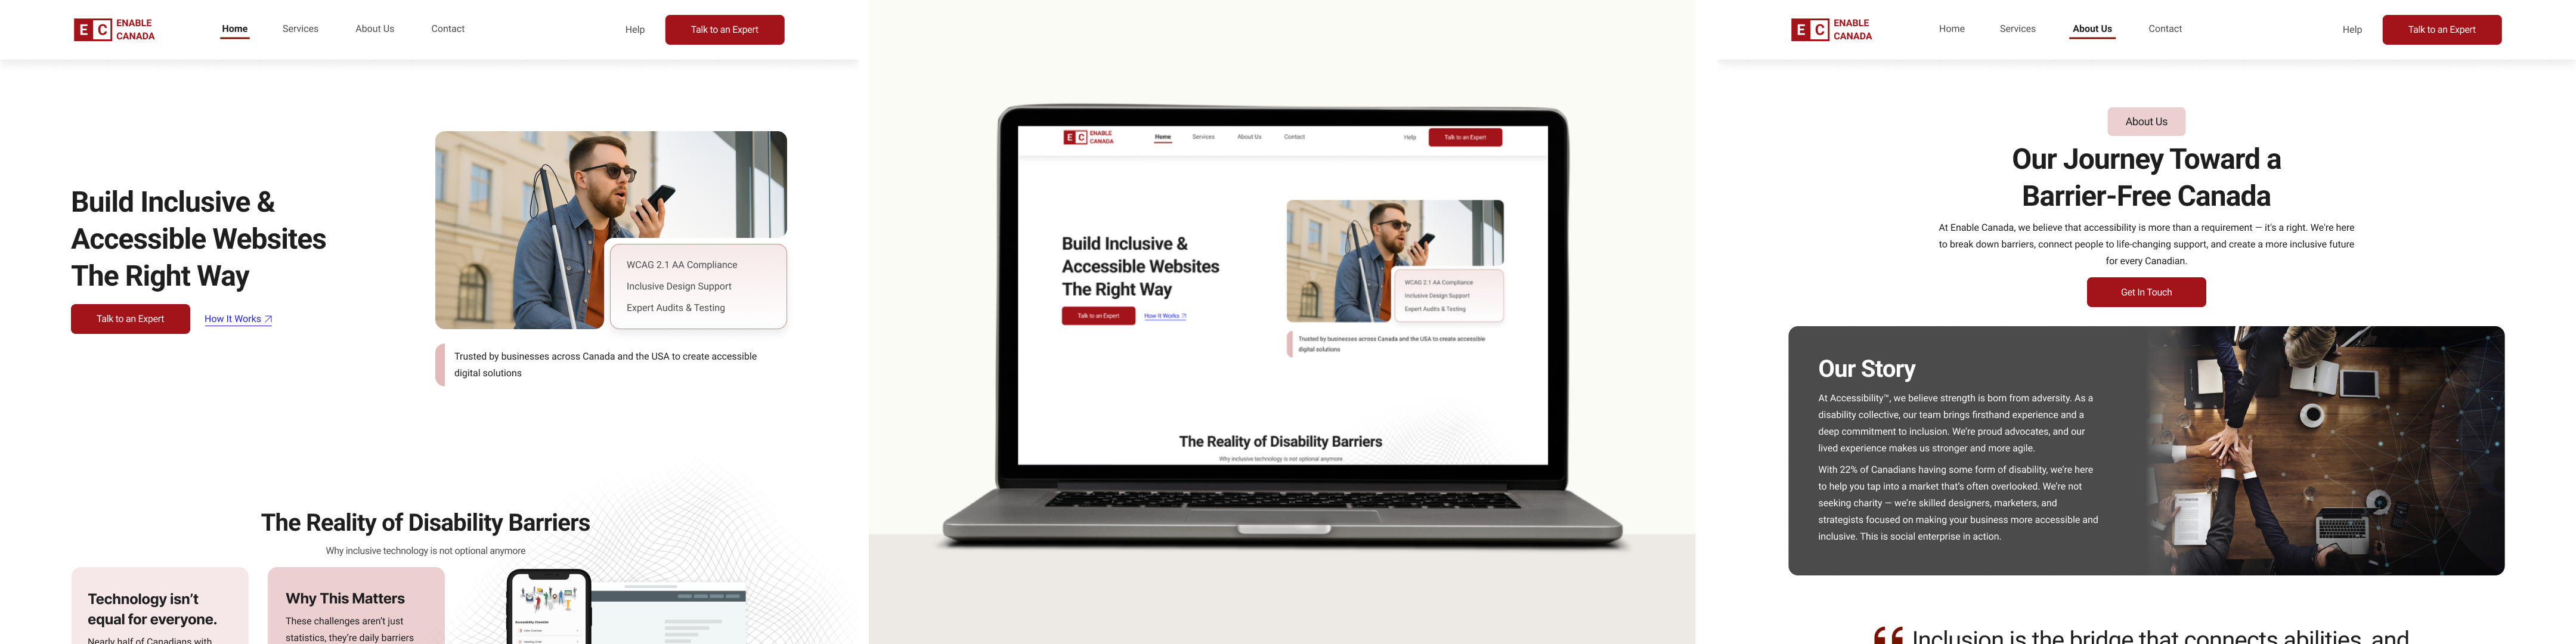 E C ENABLE
CANADA
Home
Services
About Us
Contact
Help
Talk to an Expert
Build Inclusive &
Accessible Websites
The Right Way
Talk to an Expert
How It Works
WCAG 2.1 AA Compliance
Inclusive Design Support
Expert Audits & Testing
Trusted by businesses across Canada and the USA to create accessible
digital solutions
The Reality of Disability Barriers
Why inclusive technology is not optional anymore
Technology isn’t
equal for everyone.
Nearly half of Canadians with
Why This Matters
These challenges aren’t just
statistics, they’re daily barriers
Accessibility Checklist
E C ENABLE
CANADA
Home
Services
About Us
Contact
Help
Talk to an Expert
Build Inclusive &
Accessible Websites
The Right Way
Talk to an Expert
How It Works
WCAG 2.1 AA Compliance
Inclusive Design Support
Expert Audits & Testing
Trusted by businesses across Canada and the USA to create accessible
digital solutions
The Reality of Disability Barriers
Why inclusive technology is not optional anymore
E C ENABLE
CANADA
Home
Services
About Us
Contact
Help
Talk to an Expert
About Us
Our Journey Toward a
Barrier-Free Canada
At Enable Canada, we believe that accessibility is more than a requirement — it's a right. We're here
to break down barriers, connect people to life-changing support, and create a more inclusive future
for every Canadian.
Get In Touch
Our Story
At Accessibility™, we believe strength is born from adversity. As a
disability collective, our team brings firsthand experience and a
deep commitment to inclusion. We’re proud advocates, and our
lived experience makes us stronger and more agile.
With 22% of Canadians having some form of disability, we’re here
to help you tap into a market that’s often overlooked. We’re not
seeking charity — we’re skilled designers, marketers, and
strategists focused on making your business more accessible and
inclusive. This is social enterprise in action.
“ Inclusion is the bridge that connects abilities, and